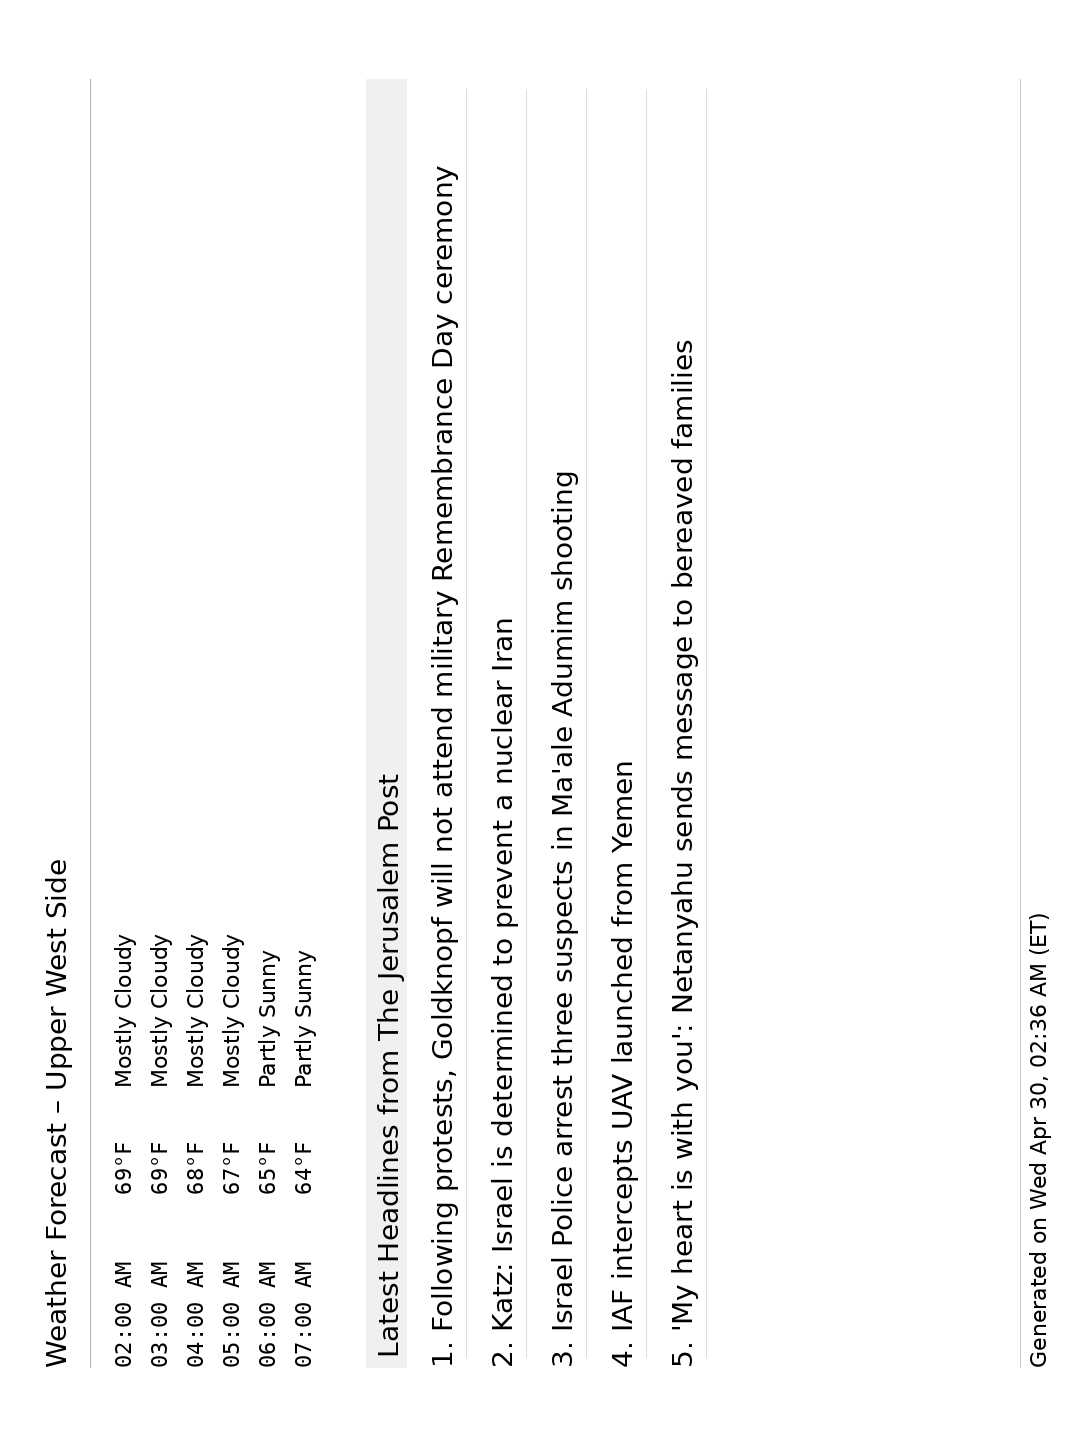 Weather Forecast – Upper West Side
02:00 AM 69°F Mostly Cloudy
03:00 AM 69°F Mostly Cloudy
04:00 AM 68°F Mostly Cloudy
05:00 AM 67°F Mostly Cloudy
06:00 AM 65°F Partly Sunny
07:00 AM 64°F Partly Sunny
Latest Headlines from The Jerusalem Post
1. Following protests, Goldknopf will not attend military Remembrance Day ceremony
2. Katz: Israel is determined to prevent a nuclear Iran
3. Israel Police arrest three suspects in Ma'ale Adumim shooting
4. IAF intercepts UAV launched from Yemen
5. 'My heart is with you': Netanyahu sends message to bereaved families
Generated on Wed Apr 30, 02:36 AM (ET)